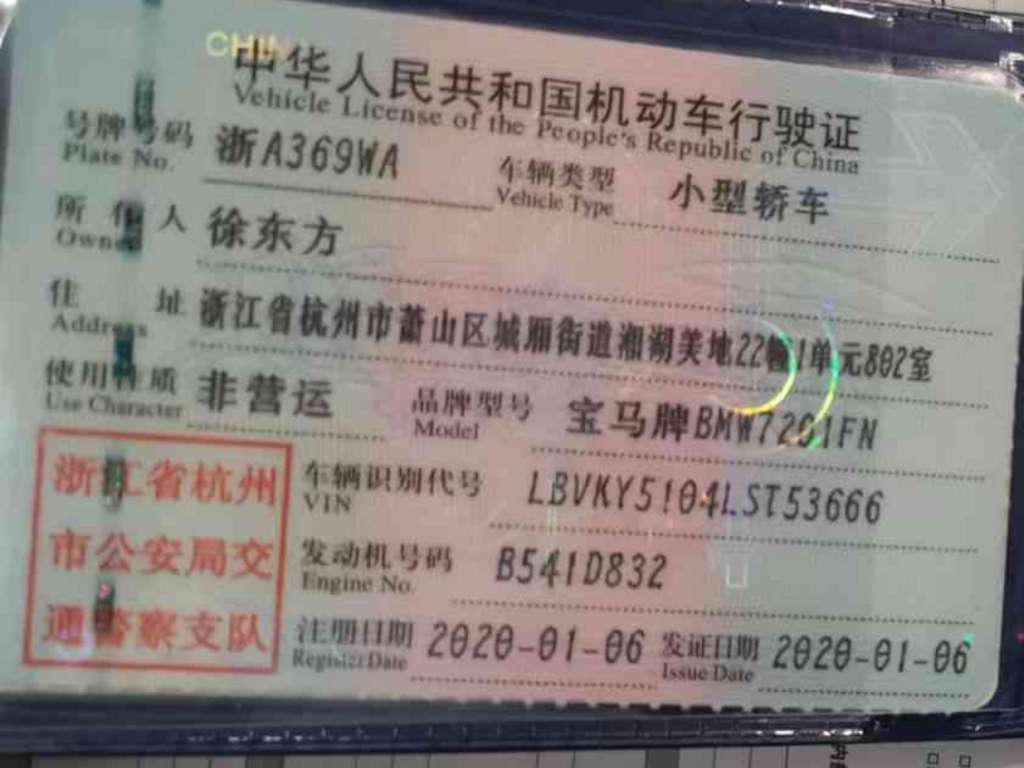 CHINA
中华人民共和国机动车行驶证
Vehicle License of the People's Republic of China
号牌号码 浙A369WA 车辆类型 小型轿车
Plate No. Vehicle Type
所有人 徐东方
Owner
住址 浙江省杭州市萧山区城厢街道湘湖美地22幢1单元802室
Address
使用性质 非营运 品牌型号 宝马牌BMW7201FN
Use Character Model
浙江省杭州
市公安局交
通警察支队
车辆识别代号 LBVKY5104LST53666
VIN
发动机号码 B541D832
Engine No.
注册日期 2020-01-06 发证日期 2020-01-06
Register Date Issue Date